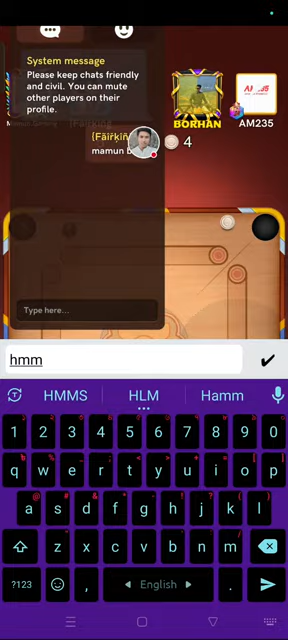 System message
Please keep chats friendly
and civil. You can mute
other players on their
profile.
BORHAN
AM235
4
mamun b
Type here...
hmm
HMMS HLM Hamm
1 2 3 4 5 6 7 8 9 0
q w e r t y u i o p
a s d f g h j k l
z x c v b n m
?123 , English .